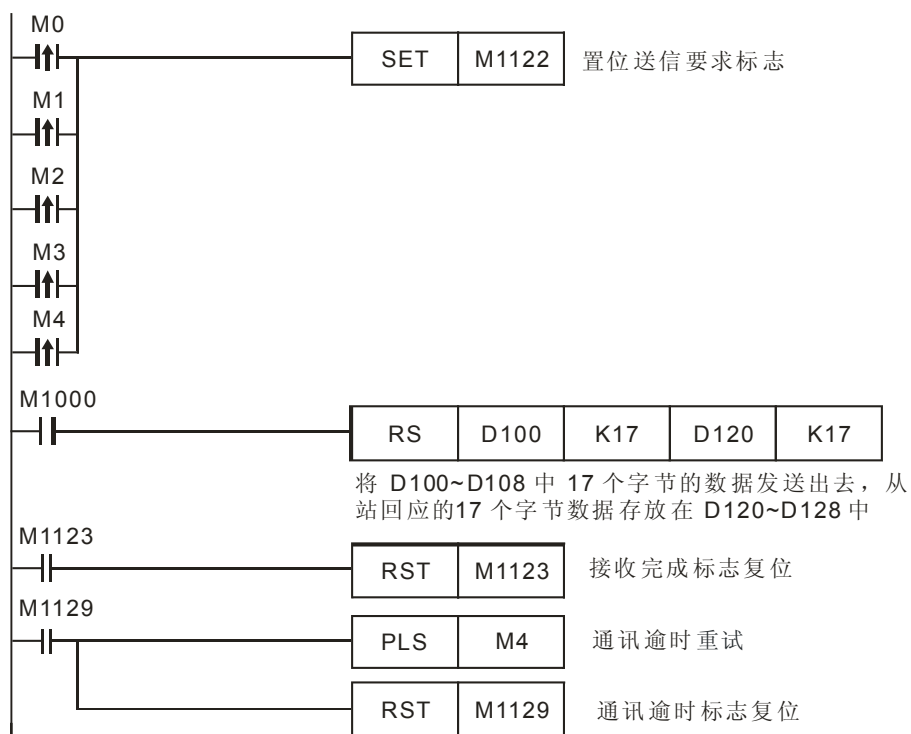 M0
SET M1122 置位送信要求标志
M1
M2
M3
M4
M1000
RS D100 K17 D120 K17
将 D100~D108 中 17 个字节的数据发送出去，从
站回应的17 个字节数据存放在 D120~D128 中
M1123
RST M1123 接收完成标志复位
M1129
PLS M4 通讯逾时重试
RST M1129 通讯逾时标志复位